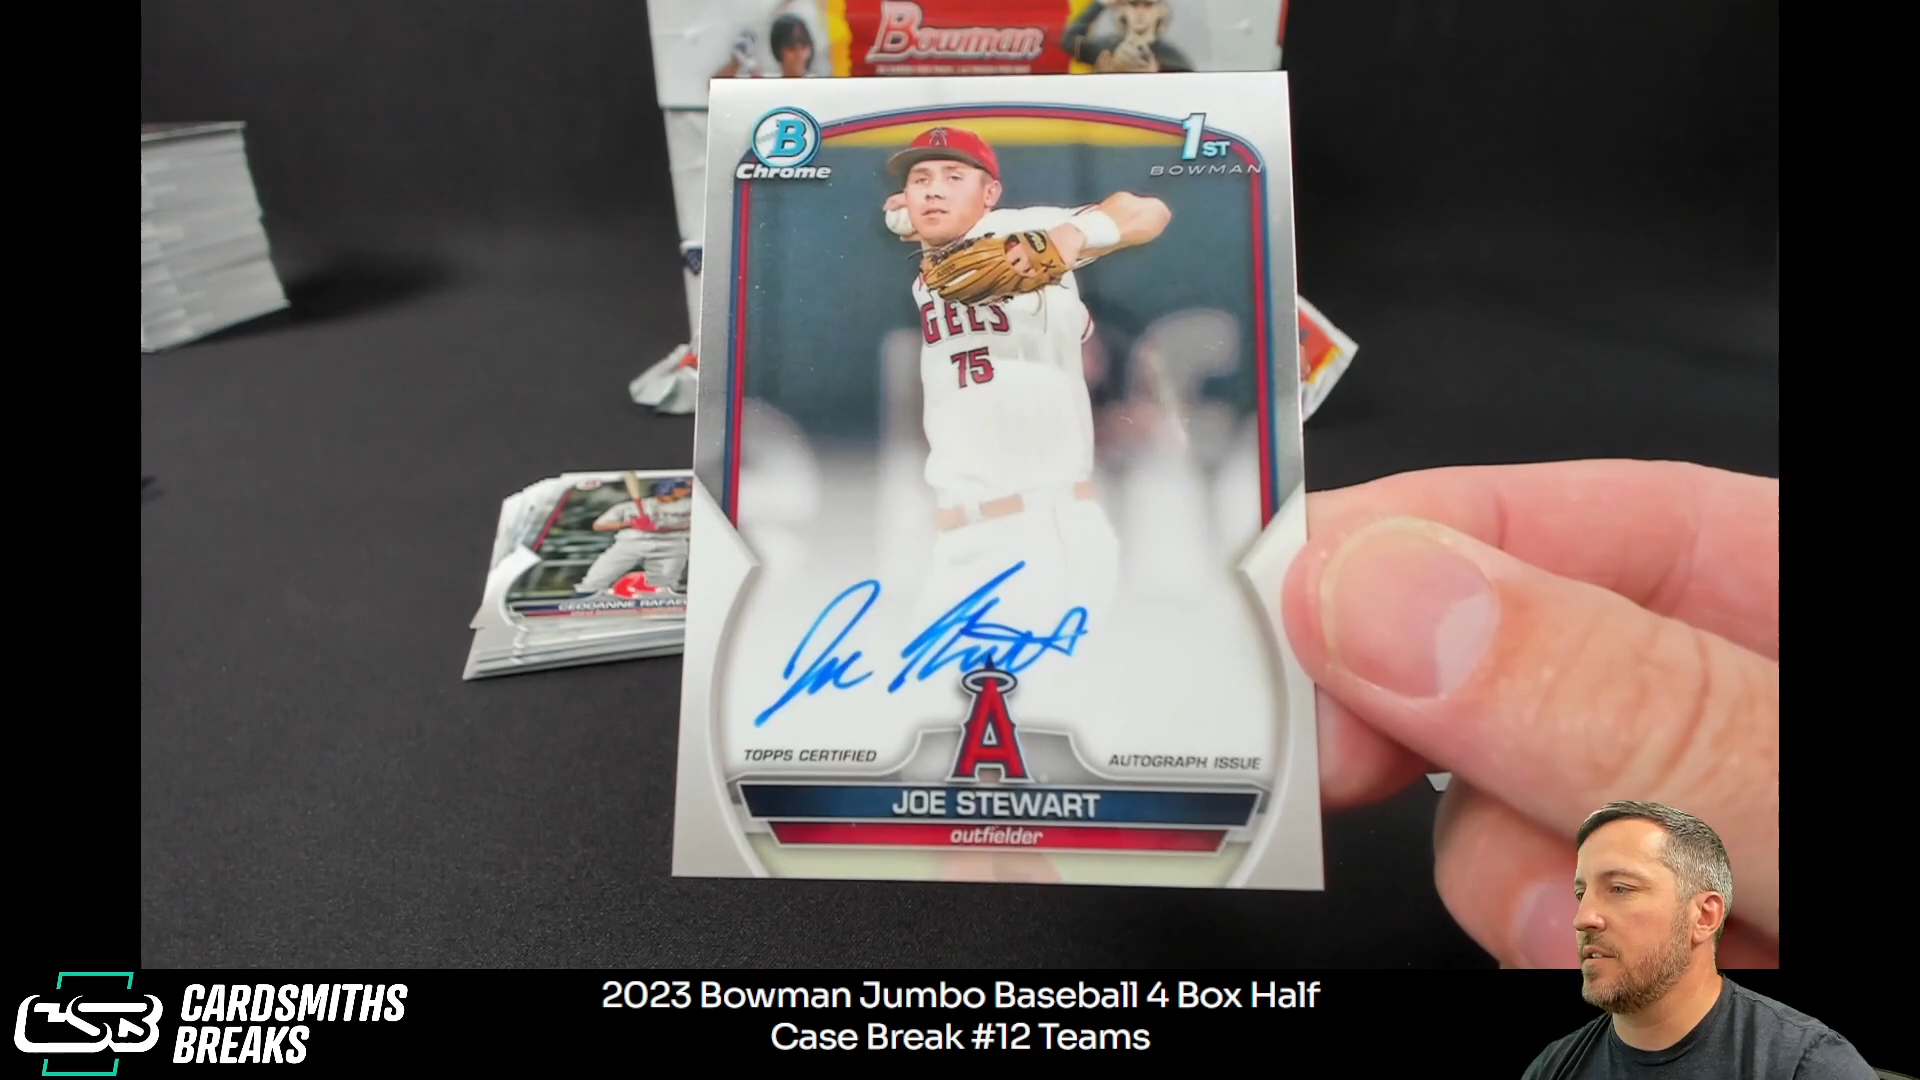 Bowman
B
Chrome
1ST
BOWMAN
GELS
75
TOPPS CERTIFIED
AUTOGRAPH ISSUE
A
JOE STEWART
outfielder
CSB
CARDSMITHS
BREAKS
2023 Bowman Jumbo Baseball 4 Box Half
Case Break #12 Teams